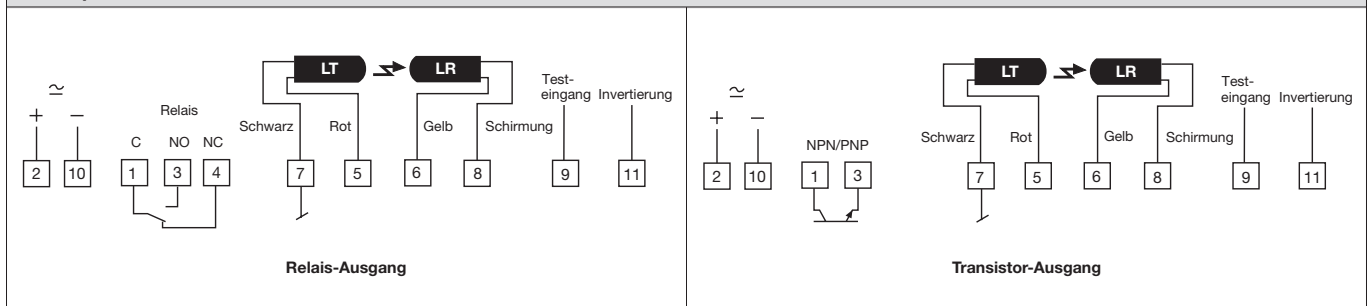 LT LR
≃
+ −
Relais
C NO NC
Schwarz Rot Gelb Schirmung
Test-
eingang Invertierung
2 10 1 3 4 7 5 6 8 9 11
Relais-Ausgang
LT LR
≃
+ −
NPN/PNP
Schwarz Rot Gelb Schirmung
Test-
eingang Invertierung
2 10 1 3 7 5 6 8 9 11
Transistor-Ausgang